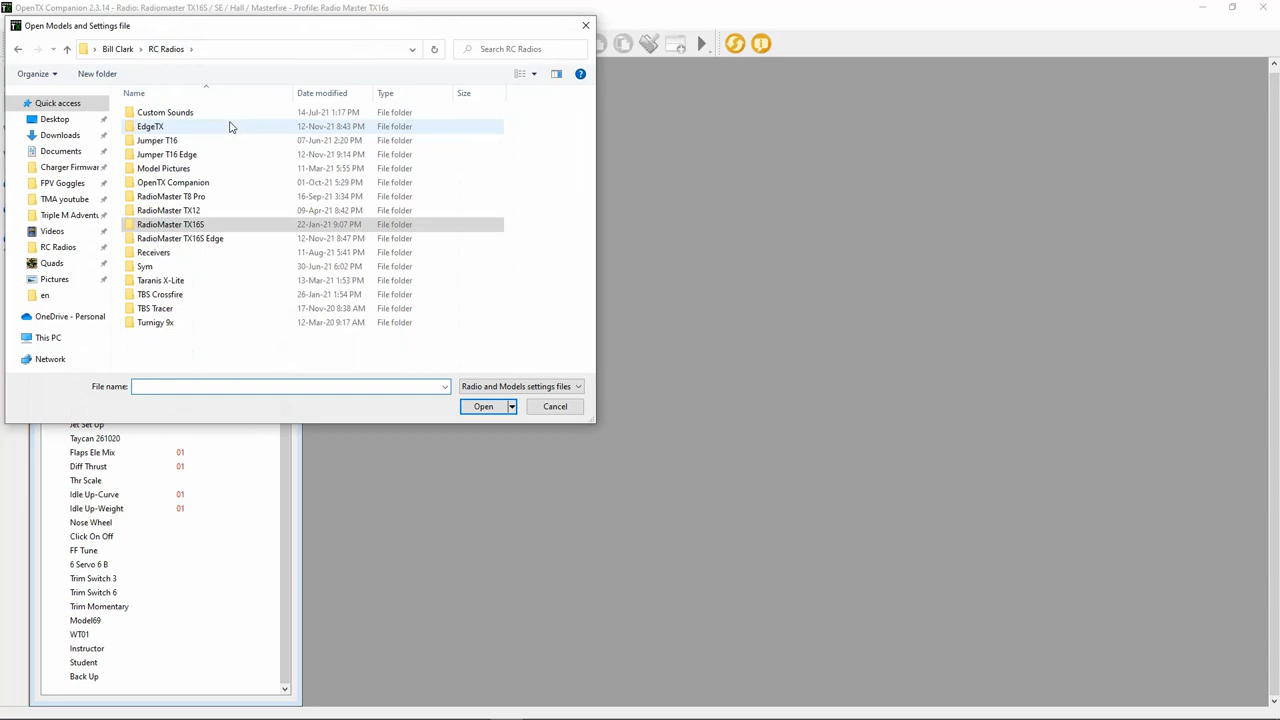 OpenTX Companion 2.3.14 - Radio: Radiomaster TX16S / SE / Hall / Masterfire - Profile: Radio Master TX16s
Open Models and Settings file
Bill Clark > RC Radios >
Search RC Radios
Organize
New folder
Name Date modified Type Size
Quick access
Desktop
Downloads
Documents
Charger Firmwar
FPV Goggles
TMA youtube
Triple M Advent
Videos
RC Radios
Quads
Pictures
en
OneDrive - Personal
This PC
Network
Custom Sounds 14-Jul-21 1:17 PM File folder
EdgeTX 12-Nov-21 8:43 PM File folder
Jumper T16 07-Jun-21 2:20 PM File folder
Jumper T16 Edge 12-Nov-21 9:14 PM File folder
Model Pictures 11-Mar-21 5:55 PM File folder
OpenTX Companion 01-Oct-21 5:29 PM File folder
RadioMaster T8 Pro 16-Sep-21 3:34 PM File folder
RadioMaster TX12 09-Apr-21 8:42 PM File folder
RadioMaster TX16S 22-Jan-21 9:07 PM File folder
RadioMaster TX16S Edge 12-Nov-21 8:47 PM File folder
Receivers 11-Aug-21 5:41 PM File folder
Sym 30-Jun-21 6:02 PM File folder
Taranis X-Lite 13-Mar-21 1:53 PM File folder
TBS Crossfire 26-Jan-21 1:54 PM File folder
TBS Tracer 17-Nov-20 8:38 AM File folder
Turnigy 9x 12-Mar-20 9:17 AM File folder
File name:
Radio and Models settings files
Open
Cancel
Jet Set Up
Taycan 261020
Flaps Ele Mix 01
Diff Thrust 01
Thr Scale
Idle Up-Curve 01
Idle Up-Weight 01
Nose Wheel
Click On Off
FF Tune
6 Servo 6 B
Trim Switch 3
Trim Switch 6
Trim Momentary
Model69
WT01
Instructor
Student
Back Up